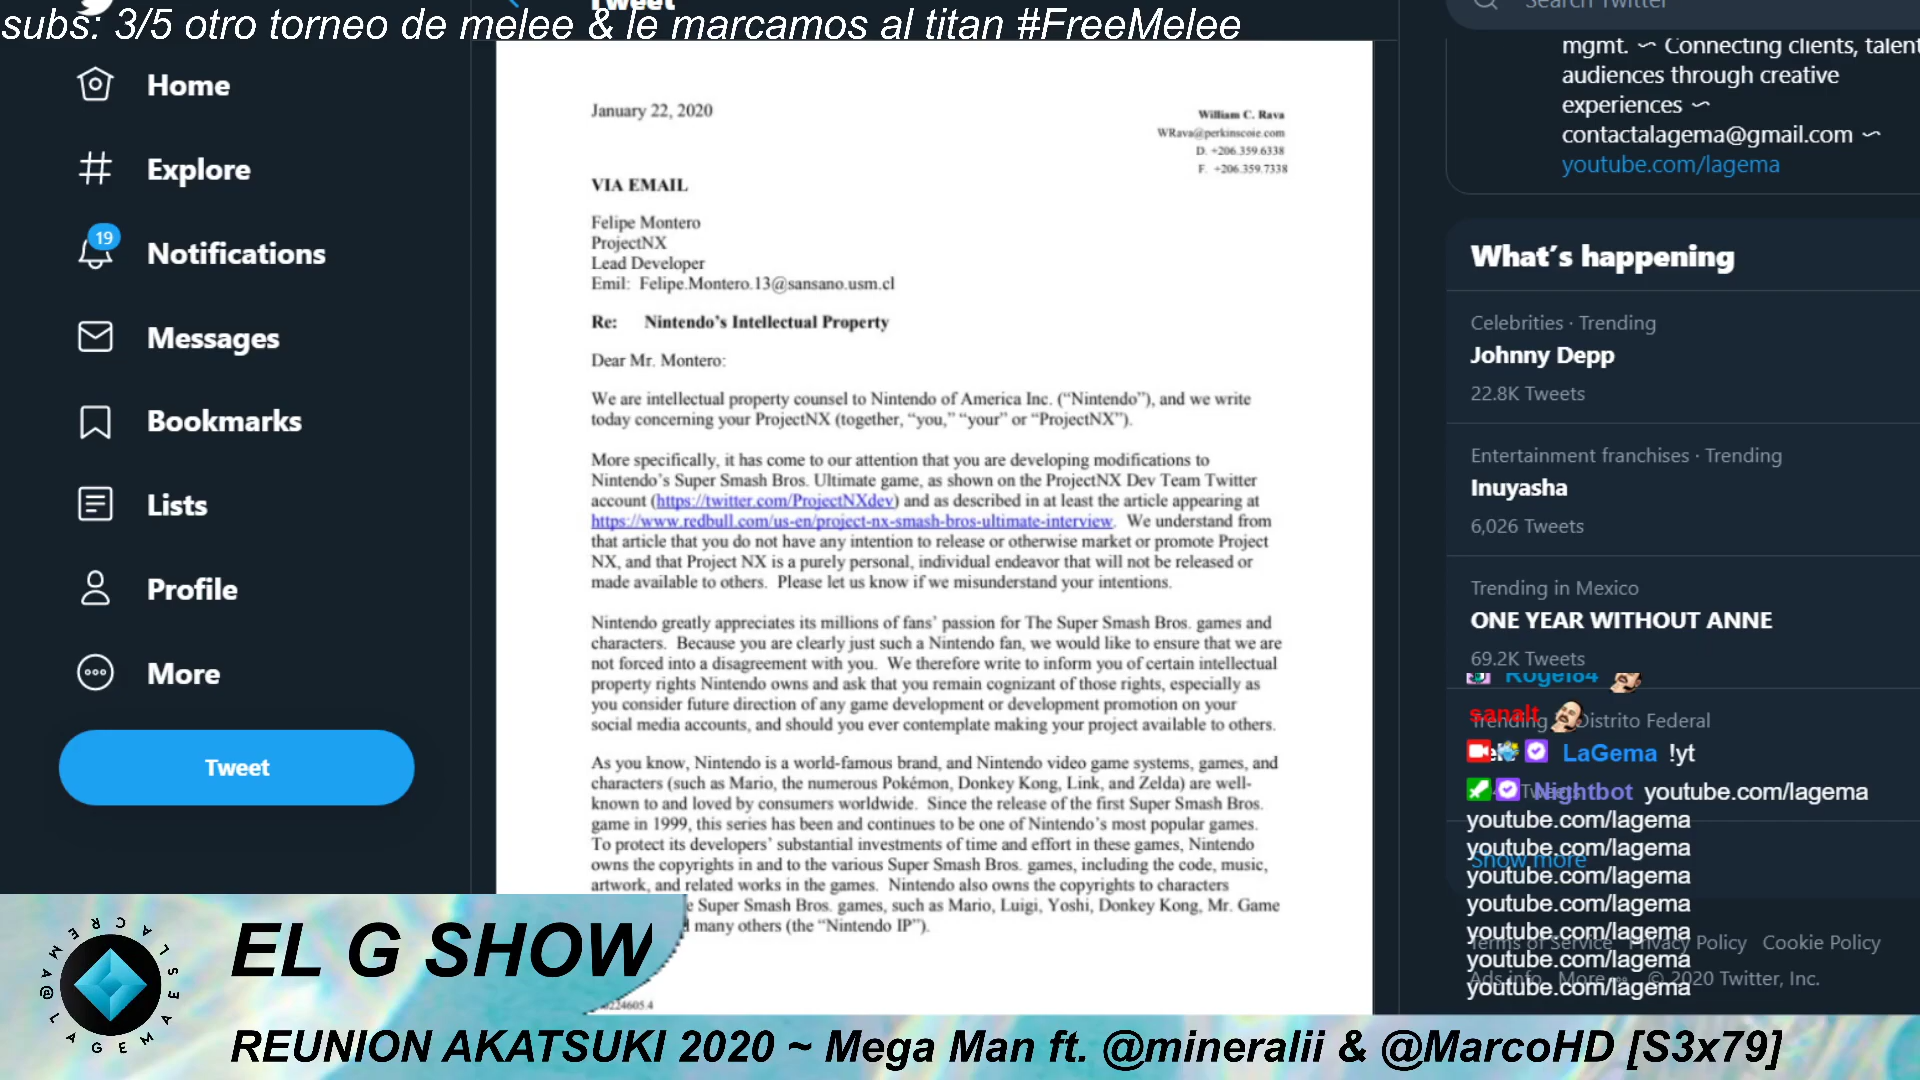 subs: 3/5 otro torneo de melee & le marcamos al titan #FreeMelee
Tweet
Search Twitter
Home
Explore
19
Notifications
Messages
Bookmarks
Lists
Profile
More
Tweet
January 22, 2020
William C. Rava
WRava@perkinscoie.com
D. +206.359.6338
F. +206.359.7338
VIA EMAIL
Felipe Montero
ProjectNX
Lead Developer
Emil: Felipe.Montero.13@sansano.usm.cl
Re: Nintendo's Intellectual Property
Dear Mr. Montero:
We are intellectual property counsel to Nintendo of America Inc. (“Nintendo”), and we write
today concerning your ProjectNX (together, “you,” “your” or “ProjectNX”).
More specifically, it has come to our attention that you are developing modifications to
Nintendo's Super Smash Bros. Ultimate game, as shown on the ProjectNX Dev Team Twitter
account (https://twitter.com/ProjectNXdev) and as described in at least the article appearing at
https://www.redbull.com/us-en/project-nx-smash-bros-ultimate-interview. We understand from
that article that you do not have any intention to release or otherwise market or promote Project
NX, and that Project NX is a purely personal, individual endeavor that will not be released or
made available to others. Please let us know if we misunderstand your intentions.
Nintendo greatly appreciates its millions of fans' passion for The Super Smash Bros. games and
characters. Because you are clearly just such a Nintendo fan, we would like to ensure that we are
not forced into a disagreement with you. We therefore write to inform you of certain intellectual
property rights Nintendo owns and ask that you remain cognizant of those rights, especially as
you consider future direction of any game development or development promotion on your
social media accounts, and should you ever contemplate making your project available to others.
As you know, Nintendo is a world-famous brand, and Nintendo video game systems, games, and
characters (such as Mario, the numerous Pokémon, Donkey Kong, Link, and Zelda) are well-
known to and loved by consumers worldwide. Since the release of the first Super Smash Bros.
game in 1999, this series has been and continues to be one of Nintendo's most popular games.
To protect its developers' substantial investments of time and effort in these games, Nintendo
owns the copyrights in and to the various Super Smash Bros. games, including the code, music,
artwork, and related works in the games. Nintendo also owns the copyrights to characters
e Super Smash Bros. games, such as Mario, Luigi, Yoshi, Donkey Kong, Mr. Game
many others (the “Nintendo IP”).
224605.4
mgmt. ~ Connecting clients, talent
audiences through creative
experiences ~
contactalagema@gmail.com ~
youtube.com/lagema
What's happening
Celebrities · Trending
Johnny Depp
22.8K Tweets
Entertainment franchises · Trending
Inuyasha
6,026 Tweets
Trending in Mexico
ONE YEAR WITHOUT ANNE
69.2K Tweets
Rogel84
sanalt
Trending Distrito Federal
LaGema !yt
Nightbot youtube.com/lagema
youtube.com/lagema
youtube.com/lagema
Show more
youtube.com/lagema
youtube.com/lagema
youtube.com/lagema
Terms of Service Privacy Policy Cookie Policy
youtube.com/lagema
Ads info More © 2020 Twitter, Inc.
youtube.com/lagema
@LAGEMA
EL G SHOW
REUNION AKATSUKI 2020 ~ Mega Man ft. @mineralii & @MarcoHD [S3x79]